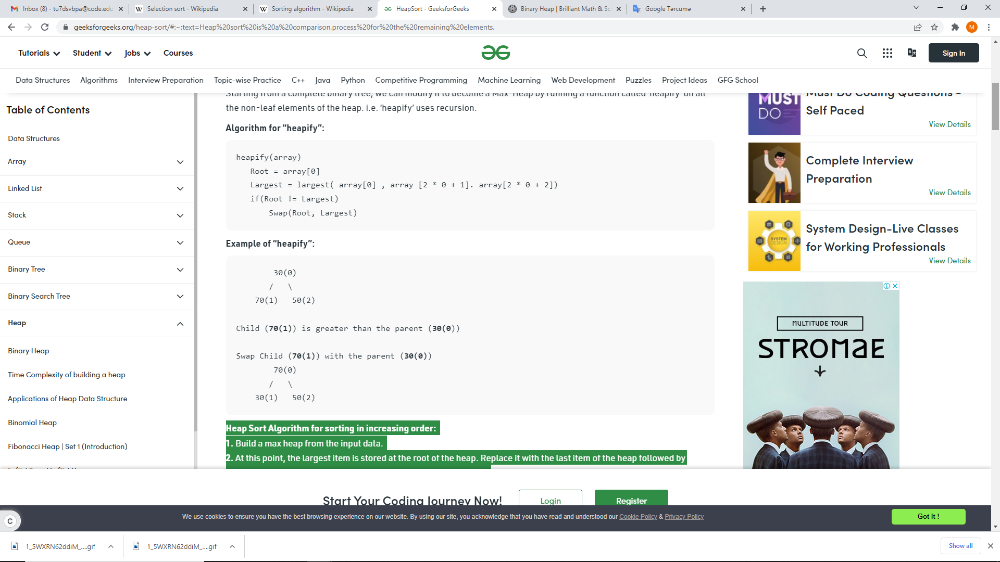 Inbox (8) - tu7dsvbpa@code.edu
Selection sort - Wikipedia
Sorting algorithm - Wikipedia
HeapSort - GeeksforGeeks
Binary Heap | Brilliant Math & Sci
Google Tərcümə
geeksforgeeks.org/heap-sort/#:~:text=Heap%20sort%20is%20a%20comparison,process%20for%20the%20remaining%20elements.
M
Tutorials
Student
Jobs
Courses
Sign In
Data Structures
Algorithms
Interview Preparation
Topic-wise Practice
C++
Java
Python
Competitive Programming
Machine Learning
Web Development
Puzzles
Project Ideas
GFG School
Table of Contents
Data Structures
Array
Linked List
Stack
Queue
Binary Tree
Binary Search Tree
Heap
Binary Heap
Time Complexity of building a heap
Applications of Heap Data Structure
Binomial Heap
Fibonacci Heap | Set 1 (Introduction)
Starting from a complete binary tree, we can modify it to become a Max-Heap by running a function called 'heapify' on all
the non-leaf elements of the heap. i.e. ‘heapify’ uses recursion.
Algorithm for “heapify”:
heapify(array)
Root = array[0]
Largest = largest( array[0] , array [2 * 0 + 1]. array[2 * 0 + 2])
if(Root != Largest)
Swap(Root, Largest)
Example of “heapify”:
30(0)
/ \
70(1) 50(2)
Child (70(1)) is greater than the parent (30(0))
Swap Child (70(1)) with the parent (30(0))
70(0)
/ \
30(1) 50(2)
Heap Sort Algorithm for sorting in increasing order:
1. Build a max heap from the input data.
2. At this point, the largest item is stored at the root of the heap. Replace it with the last item of the heap followed by
MUST
DO
Must Do Coding Questions -
Self Paced
View Details
Complete Interview
Preparation
View Details
SYSTEM
DESIGN
System Design-Live Classes
for Working Professionals
View Details
MULTITUDE TOUR
STROMAE
Start Your Coding Journey Now!
Login
Register
C
We use cookies to ensure you have the best browsing experience on our website. By using our site, you acknowledge that you have read and understood our Cookie Policy & Privacy Policy
Got It !
1_5WXRN62ddiM_....gif
1_5WXRN62ddiM_....gif
Show all